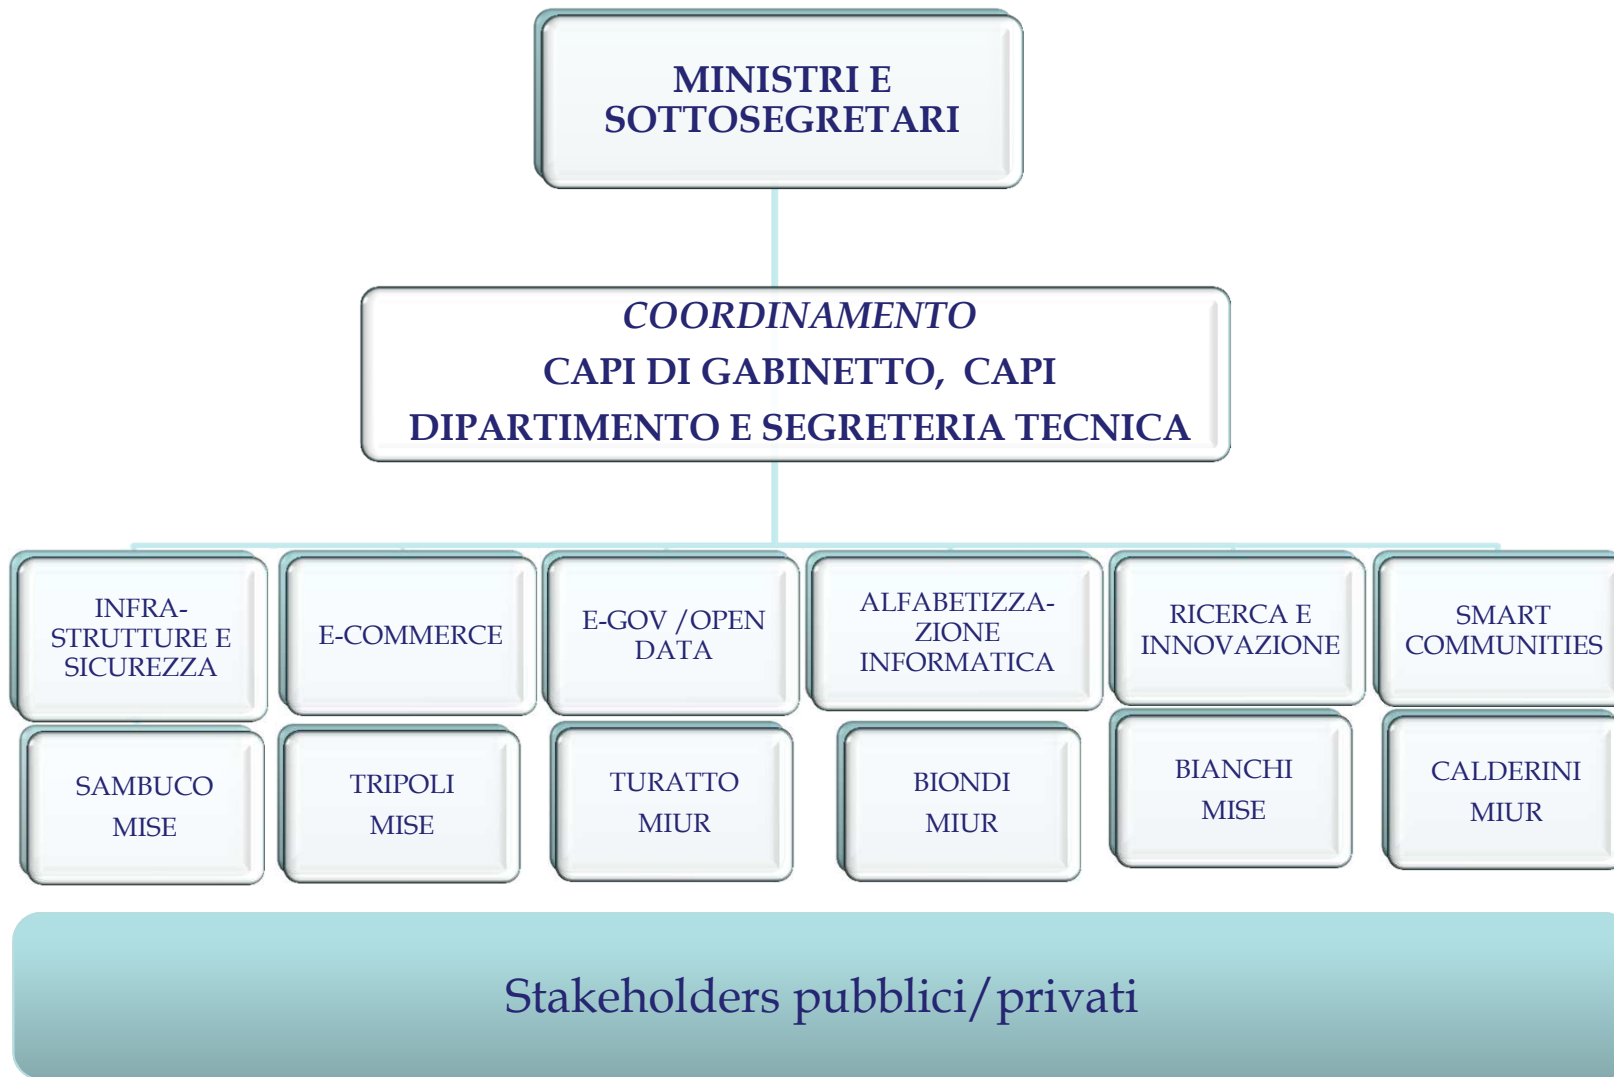 MINISTRI E
SOTTOSEGRETARI
COORDINAMENTO
CAPI DI GABINETTO, CAPI
DIPARTIMENTO E SEGRETERIA TECNICA
INFRA-
STRUTTURE E
SICUREZZA
E-COMMERCE
E-GOV /OPEN
DATA
ALFABETIZZA-
ZIONE
INFORMATICA
RICERCA E
INNOVAZIONE
SMART
COMMUNITIES
SAMBUCO
MISE
TRIPOLI
MISE
TURATTO
MIUR
BIONDI
MIUR
BIANCHI
MISE
CALDERINI
MIUR
Stakeholders pubblici/privati